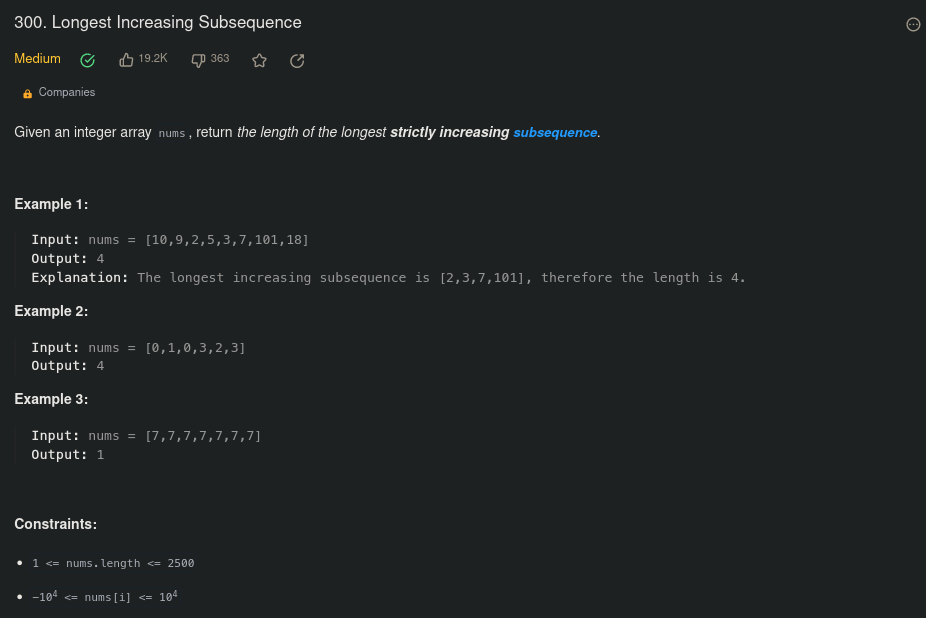 300. Longest Increasing Subsequence
Medium 19.2K 363
Companies
Given an integer array nums, return the length of the longest strictly increasing subsequence.
Example 1:
Input: nums = [10,9,2,5,3,7,101,18]
Output: 4
Explanation: The longest increasing subsequence is [2,3,7,101], therefore the length is 4.
Example 2:
Input: nums = [0,1,0,3,2,3]
Output: 4
Example 3:
Input: nums = [7,7,7,7,7,7,7]
Output: 1
Constraints:
• 1 <= nums.length <= 2500
• −10⁴ <= nums[i] <= 10⁴